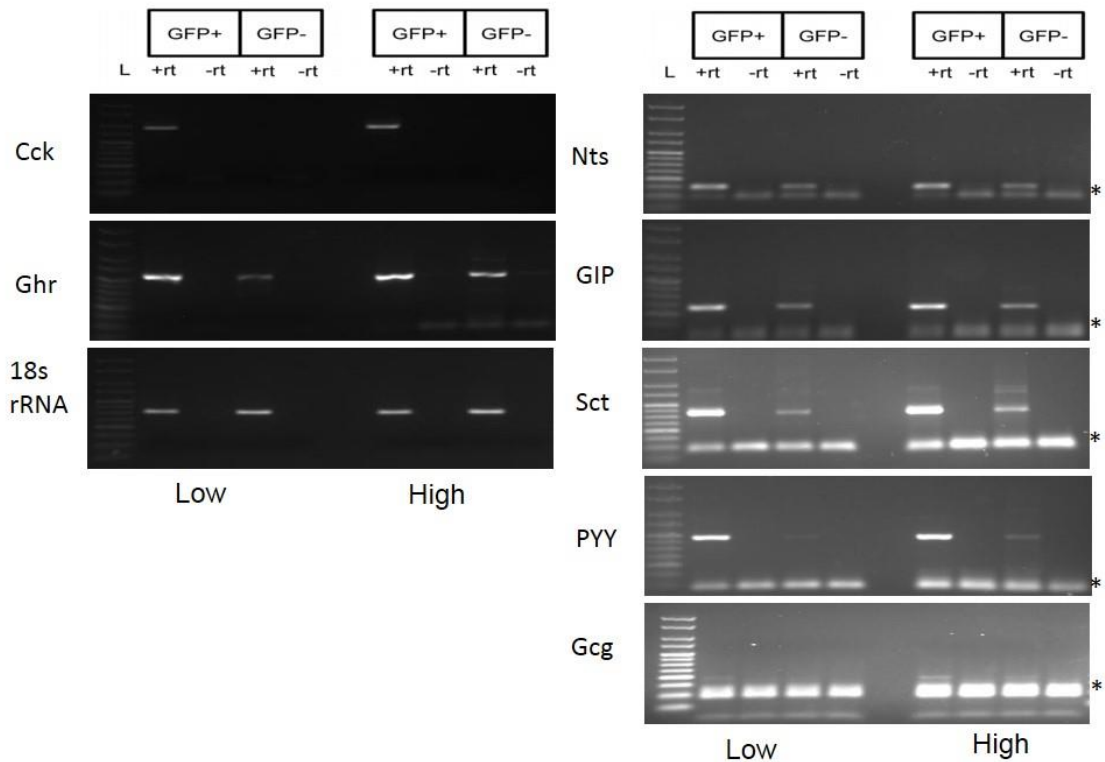 GFP+ GFP- GFP+ GFP-
L +rt -rt +rt -rt +rt -rt +rt -rt
Cck
Ghr
18s
rRNA
Low High
GFP+ GFP- GFP+ GFP-
L +rt -rt +rt -rt +rt -rt +rt -rt
Nts *
GIP *
Sct *
PYY *
Gcg *
Low High